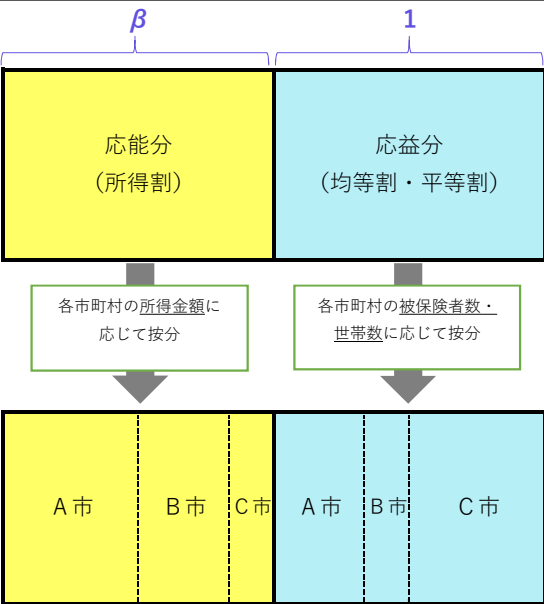 β
1
応能分
（所得割）
応益分
（均等割・平等割）
各市町村の所得金額に
応じて按分
各市町村の被保険者数・
世帯数に応じて按分
A市
B市
C市
A市
B市
C市